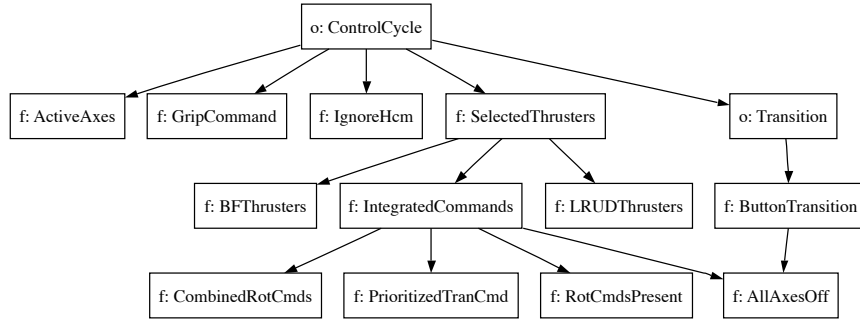 o: ControlCycle
f: ActiveAxes
f: GripCommand
f: IgnoreHcm
f: SelectedThrusters
o: Transition
f: BFThrusters
f: IntegratedCommands
f: LRUDThrusters
f: ButtonTransition
f: CombinedRotCmds
f: PrioritizedTranCmd
f: RotCmdsPresent
f: AllAxesOff